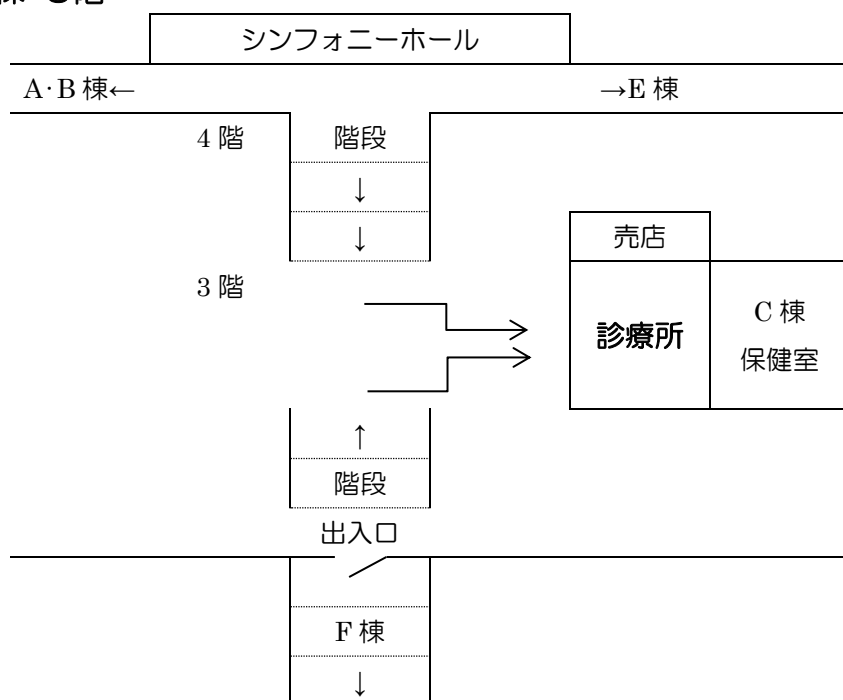 シンフォニーホール
A·B 棟←
→E 棟
4 階
階段
↓
↓
売店
3 階
診療所
C 棟
保健室
↑
階段
出入口
F 棟
↓